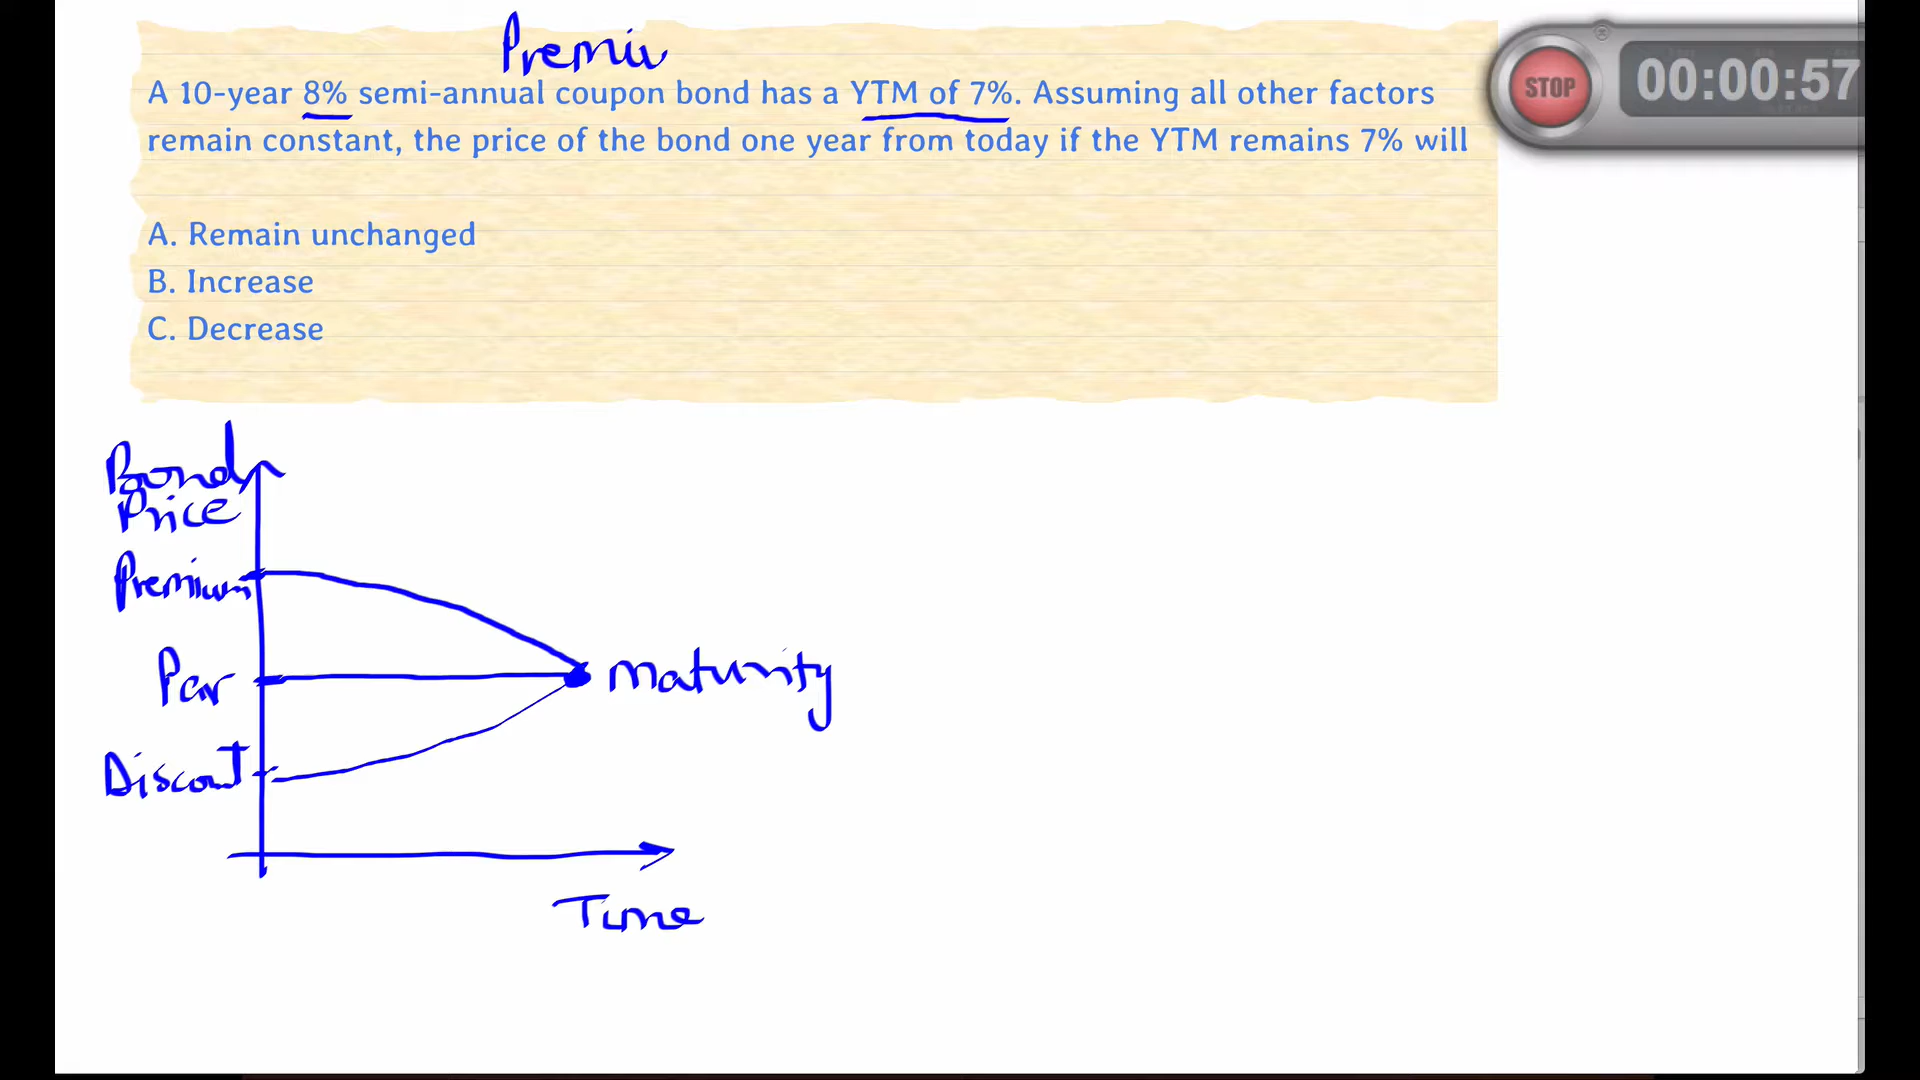 Premiu
A 10-year 8% semi-annual coupon bond has a YTM of 7%. Assuming all other factors
remain constant, the price of the bond one year from today if the YTM remains 7% will
A. Remain unchanged
B. Increase
C. Decrease
STOP
00:00:57
Bond
Price
Premium
Par
maturity
Discout
Time